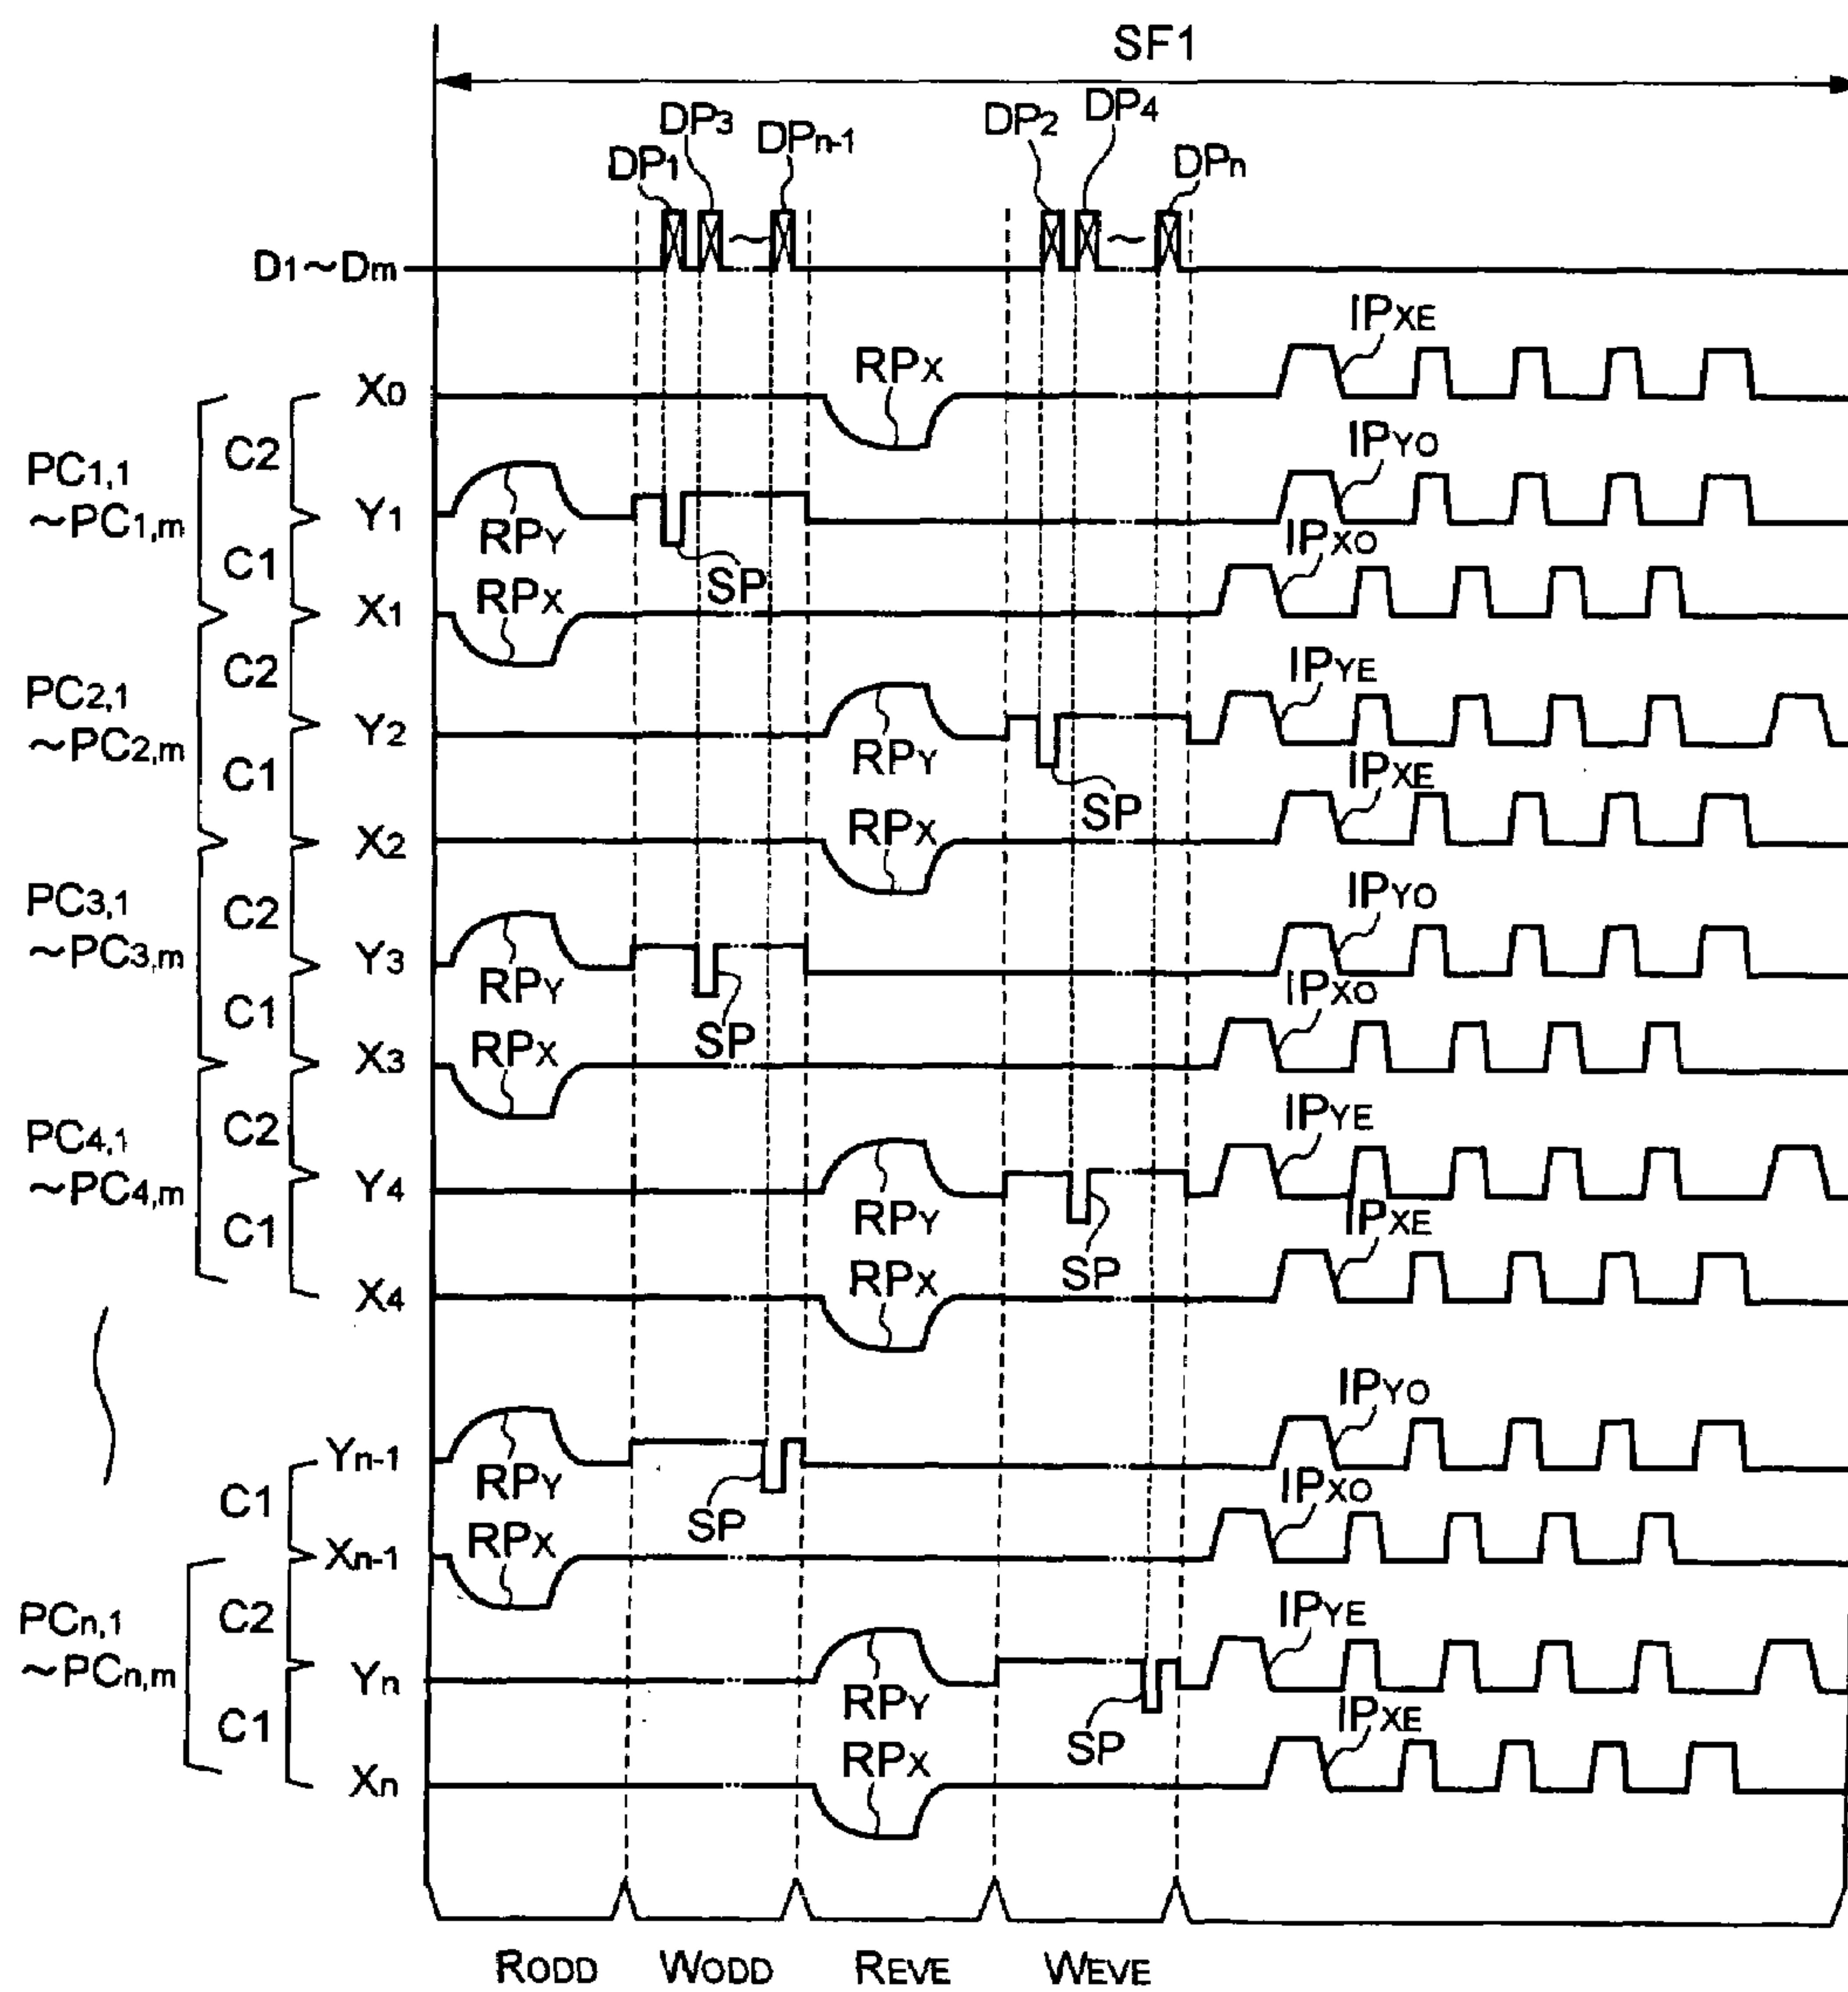 SF1
DP1 DP3 DPn-1 DP2 DP4 DPn
D1~Dm
IPXE
X0 RPX
C2
IPYO
PC1,1
~PC1,m
Y1 RPY SP
IPXO
C1
X1 RPX
C2
IPYE
PC2,1
~PC2,m
Y2 RPY SP
IPXE
C1
X2 RPX
C2
IPYO
PC3,1
~PC3,m
Y3 RPY SP
IPXO
C1
X3 RPX
C2
IPYE
PC4,1
~PC4,m
Y4 RPY SP
IPXE
C1
X4 RPX
IPYO
Yn-1 RPY SP
IPXO
C1
Xn-1 RPX
C2
IPYE
PCn,1
~PCn,m
Yn RPY SP
IPXE
C1
Xn RPX
RODD WODD REVE WEVE